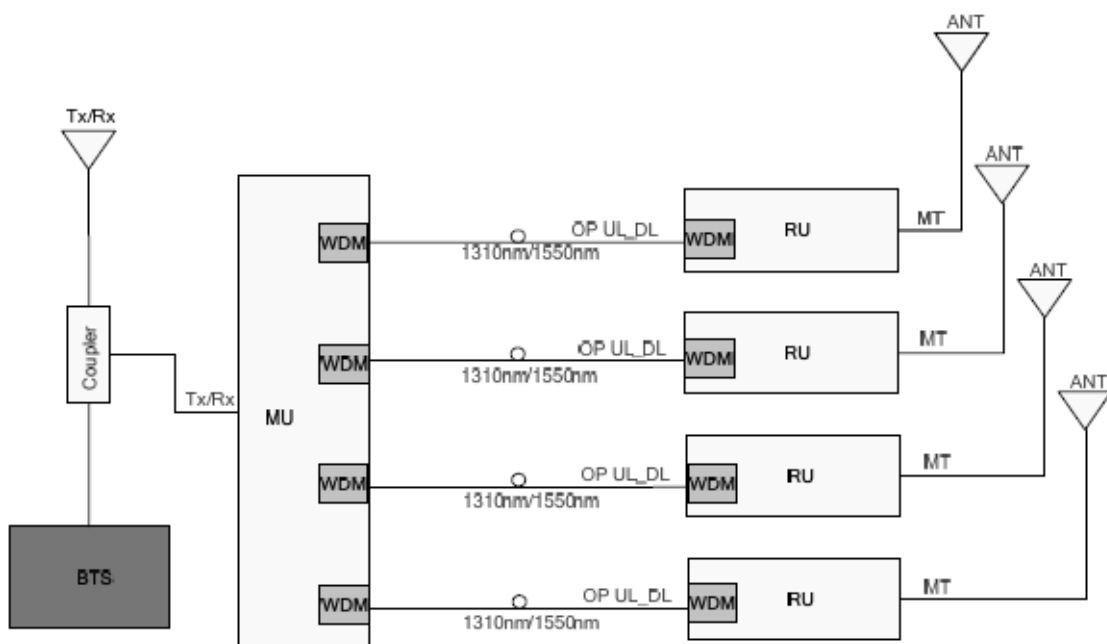 ANT
Tx/Rx
ANT
WDM
OP UL_DL
WDM
RU
MT
1310nm/1550nm
ANT
Coupler
WDM
OP UL_DL
WDM
RU
MT
1310nm/1550nm
ANT
Tx/Rx
MU
WDM
OP UL_DL
WDM
RU
MT
1310nm/1550nm
BTS
WDM
OP UL_DL
WDM
RU
MT
1310nm/1550nm